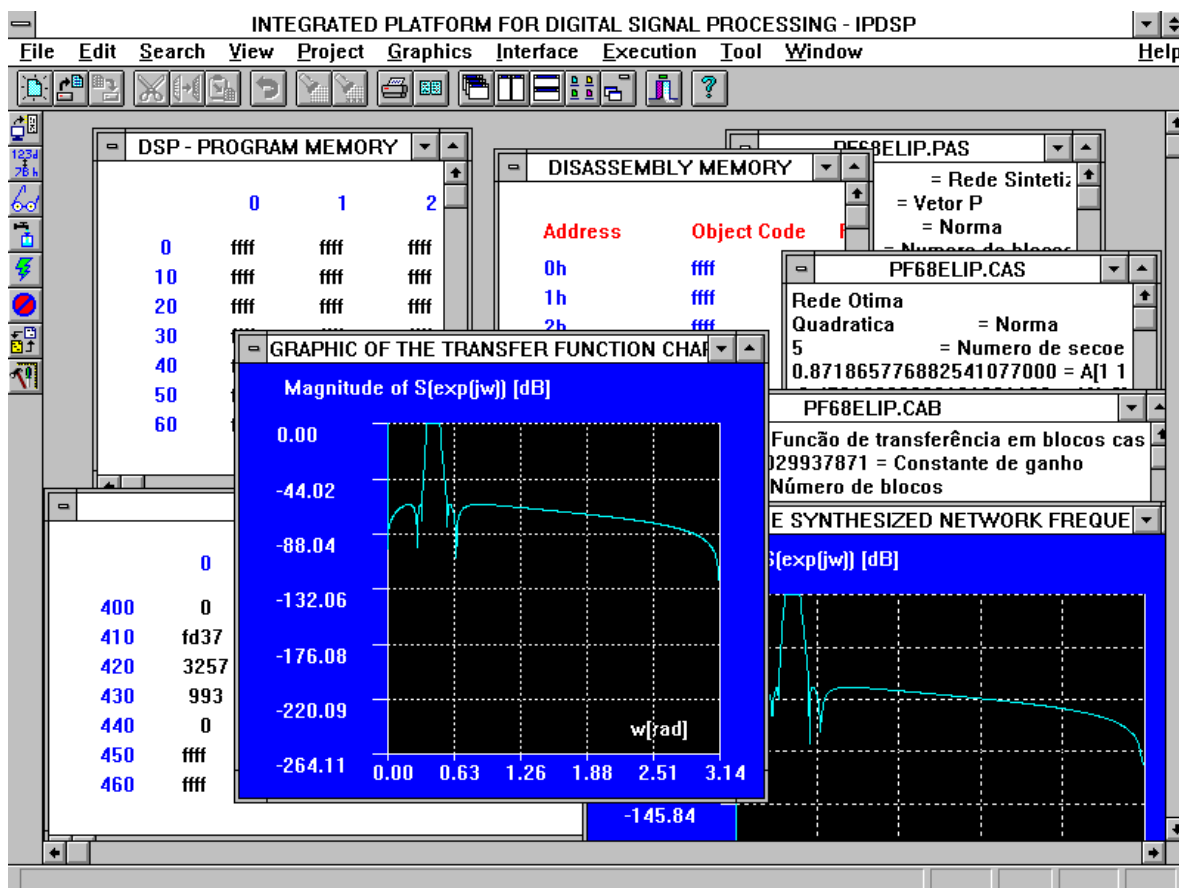 INTEGRATED PLATFORM FOR DIGITAL SIGNAL PROCESSING - IPDSP
File Edit Search View Project Graphics Interface Execution Tool Window Help
DSP - PROGRAM MEMORY
0 1 2
0 ffff ffff ffff
10 ffff ffff ffff
20 ffff ffff ffff
30
40
50
60
DISASSEMBLY MEMORY
Address Object Code
0h ffff
1h ffff
2h ffff
PF68ELIP.PAS
= Rede Sintetiz
= Vetor P
= Norma
= Numero de blocos
PF68ELIP.CAS
Rede Otima
Quadratica = Norma
5 = Numero de secoe
0.871865776882541077000 = A[1 1
PF68ELIP.CAB
Funcão de transferência em blocos cas
029937871 = Constante de ganho
Número de blocos
GRAPHIC OF THE TRANSFER FUNCTION CHAR
Magnitude of S(exp(jw)) [dB]
0.00
-44.02
-88.04
-132.06
-176.08
-220.09
-264.11
w[rad]
0.00 0.63 1.26 1.88 2.51 3.14
0
400 0
410 fd37
420 3257
430 993
440 0
450 ffff
460 ffff
E SYNTHESIZED NETWORK FREQUE
S(exp(jw)) [dB]
-145.84